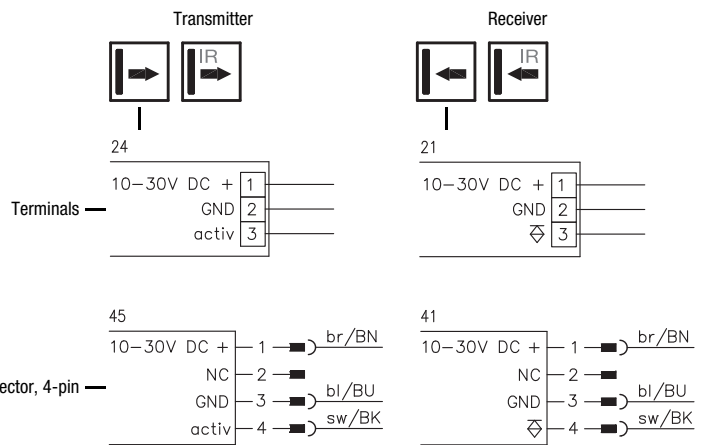 Transmitter
Receiver
IR
IR
24
10-30V DC + 1
GND 2
activ 3
21
10-30V DC + 1
GND 2
3
Terminals
45
10-30V DC + 1 br/BN
NC 2
GND 3 bl/BU
activ 4 sw/BK
41
10-30V DC + 1 br/BN
NC 2
GND 3 bl/BU
4 sw/BK
ector, 4-pin